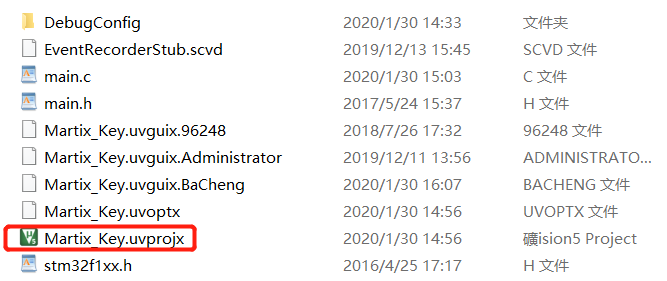 DebugConfig 2020/1/30 14:33 文件夹
EventRecorderStub.scvd 2019/12/13 15:45 SCVD 文件
main.c 2020/1/30 15:03 C 文件
main.h 2017/5/24 15:37 H 文件
Martix_Key.uvguix.96248 2018/7/26 17:32 96248 文件
Martix_Key.uvguix.Administrator 2019/12/11 13:56 ADMINISTRATO...
Martix_Key.uvguix.BaCheng 2020/1/30 16:07 BACHENG 文件
Martix_Key.uvoptx 2020/1/30 14:56 UVOPTX 文件
Martix_Key.uvprojx 2020/1/30 14:56 礦ision5 Project
stm32f1xx.h 2016/4/25 17:17 H 文件